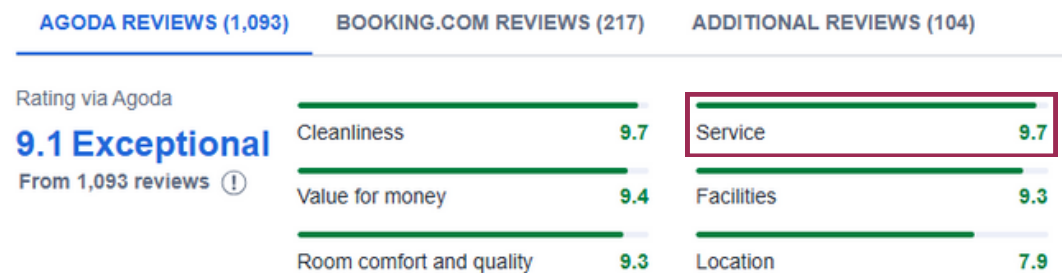 AGODA REVIEWS (1,093) BOOKING.COM REVIEWS (217) ADDITIONAL REVIEWS (104)
Rating via Agoda
9.1 Exceptional
From 1,093 reviews
Cleanliness 9.7
Service 9.7
Value for money 9.4
Facilities 9.3
Room comfort and quality 9.3
Location 7.9